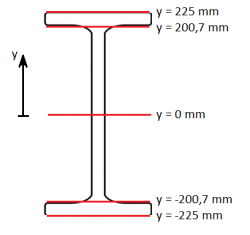 y = 225 mm
y = 200,7 mm
y
y = 0 mm
y = -200,7 mm
y = -225 mm